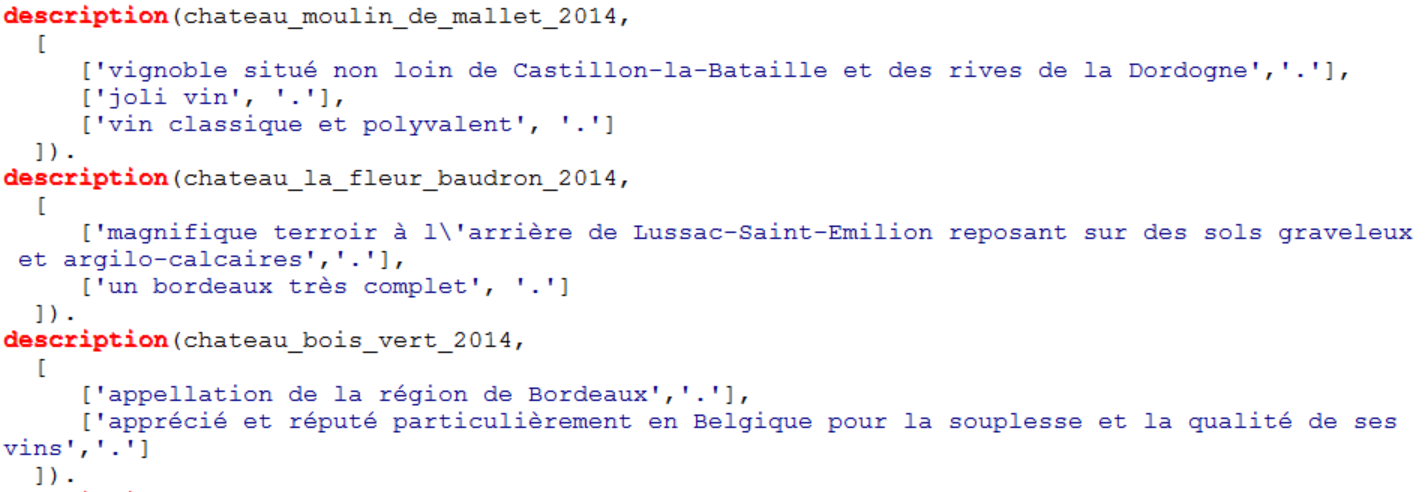 description(chateau_moulin_de_mallet_2014,
[
['vignoble situé non loin de Castillon-la-Bataille et des rives de la Dordogne','.'],
['joli vin', '.'],
['vin classique et polyvalent', '.']
]).
description(chateau_la_fleur_baudron_2014,
[
['magnifique terroir à l\'arrière de Lussac-Saint-Emilion reposant sur des sols graveleux
et argilo-calcaires','.'],
['un bordeaux très complet', '.']
]).
description(chateau_bois_vert_2014,
[
['appellation de la région de Bordeaux','.'],
['apprécié et réputé particulièrement en Belgique pour la souplesse et la qualité de ses
vins','.']
]).